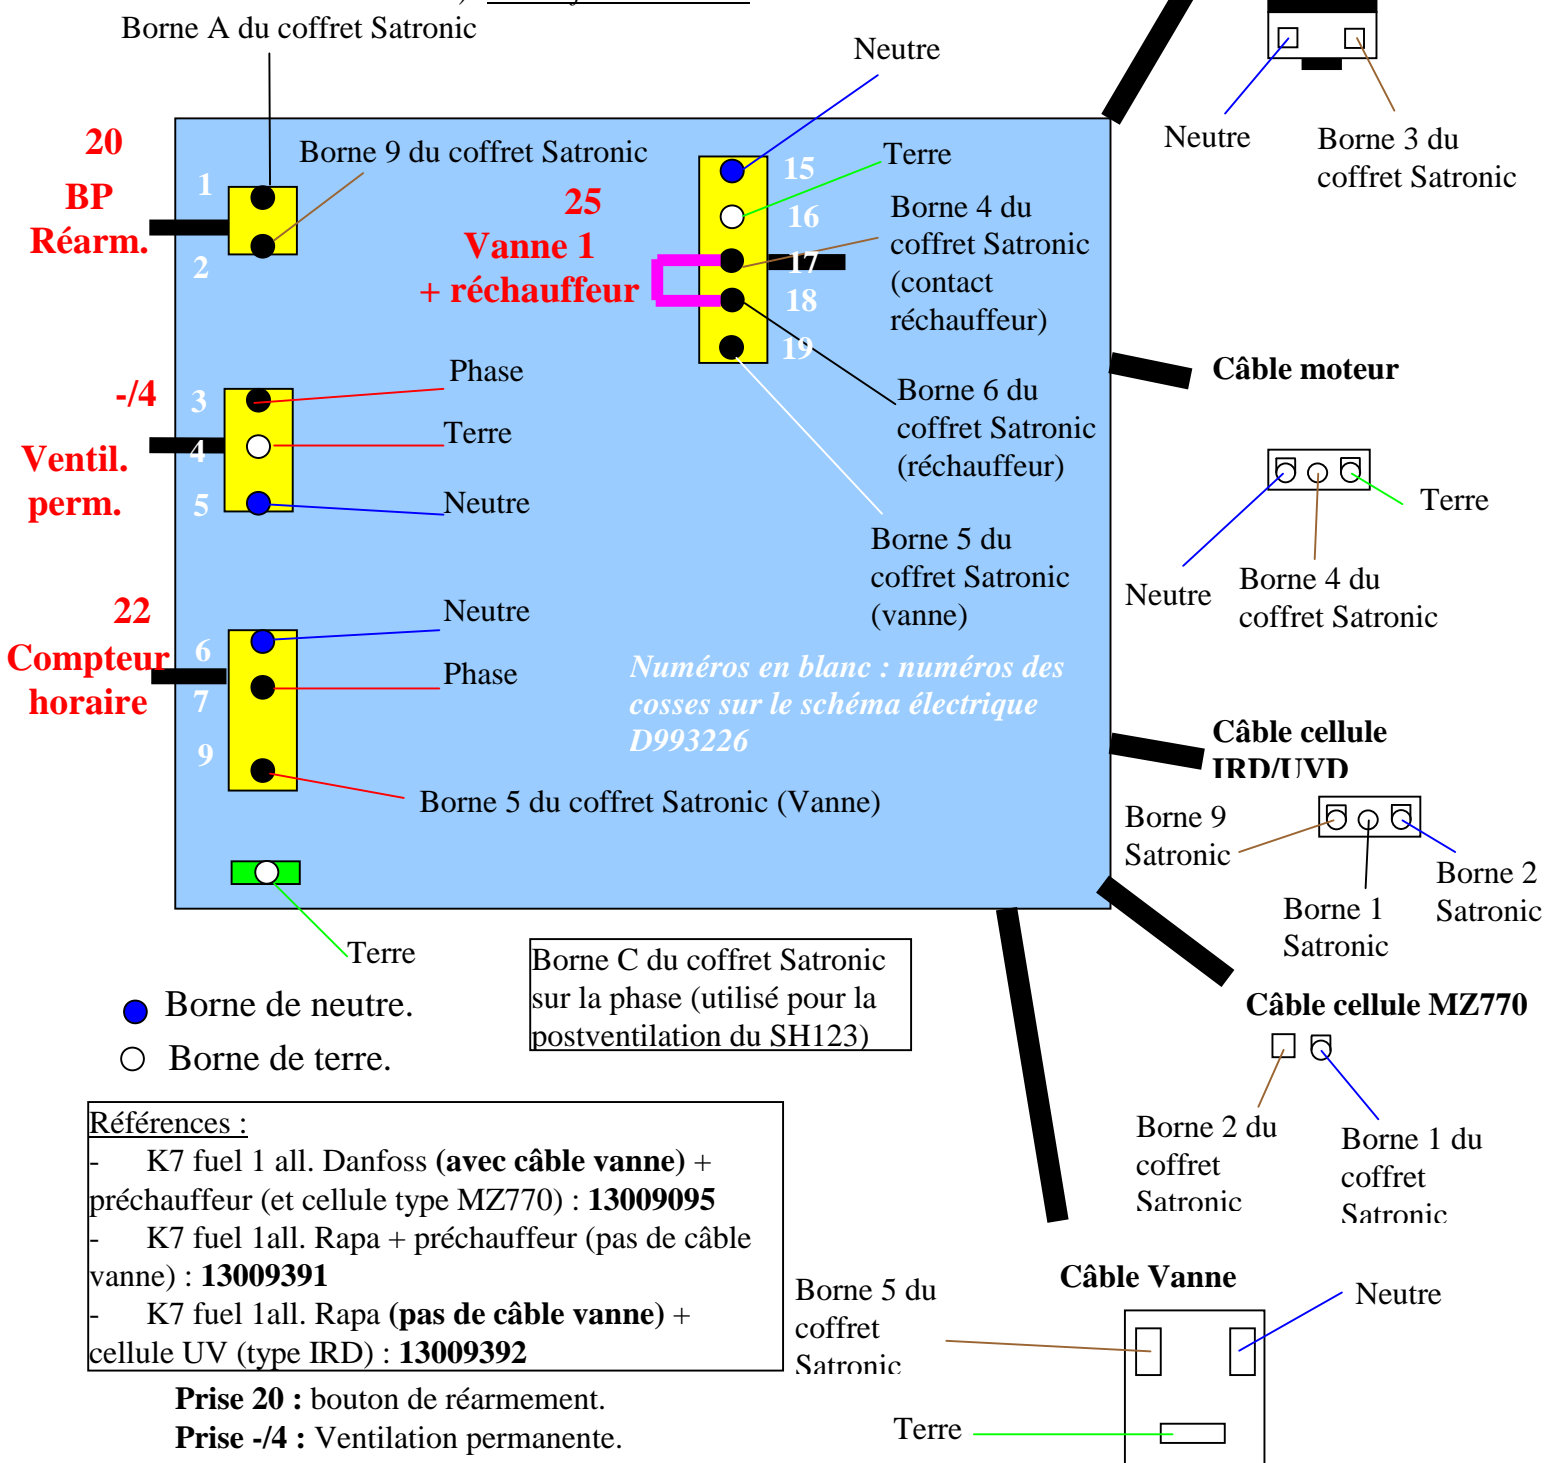 Borne A du coffret Satronic
Neutre
20
BP
Réarm.
1
2
Borne 9 du coffret Satronic
25
Vanne 1
+ réchauffeur
15
16
17
18
19
Terre
Borne 4 du
coffret Satronic
(contact
réchauffeur)
Borne 6 du
coffret Satronic
(réchauffeur)
Borne 5 du
coffret Satronic
(vanne)
Neutre
Borne 3 du
coffret Satronic
-/4
Ventil.
perm.
3
4
5
Phase
Terre
Neutre
Câble moteur
Terre
Neutre
Borne 4 du
coffret Satronic
22
Compteur
horaire
6
7
9
Neutre
Phase
Borne 5 du coffret Satronic (Vanne)
Numéros en blanc : numéros des
cosses sur le schéma électrique
D993226
Câble cellule
IRD/UVD
Borne 9
Satronic
Borne 1
Satronic
Borne 2
Satronic
Terre
Borne de neutre.
Borne de terre.
Borne C du coffret Satronic
sur la phase (utilisé pour la
postventilation du SH123)
Câble cellule MZ770
Borne 2 du
coffret
Satronic
Borne 1 du
coffret
Satronic
Références :
- K7 fuel 1 all. Danfoss (avec câble vanne) +
préchauffeur (et cellule type MZ770) : 13009095
- K7 fuel 1all. Rapa + préchauffeur (pas de câble
vanne) : 13009391
- K7 fuel 1all. Rapa (pas de câble vanne) +
cellule UV (type IRD) : 13009392
Prise 20 : bouton de réarmement.
Prise -/4 : Ventilation permanente.
Câble Vanne
Borne 5 du
coffret
Satronic
Neutre
Terre